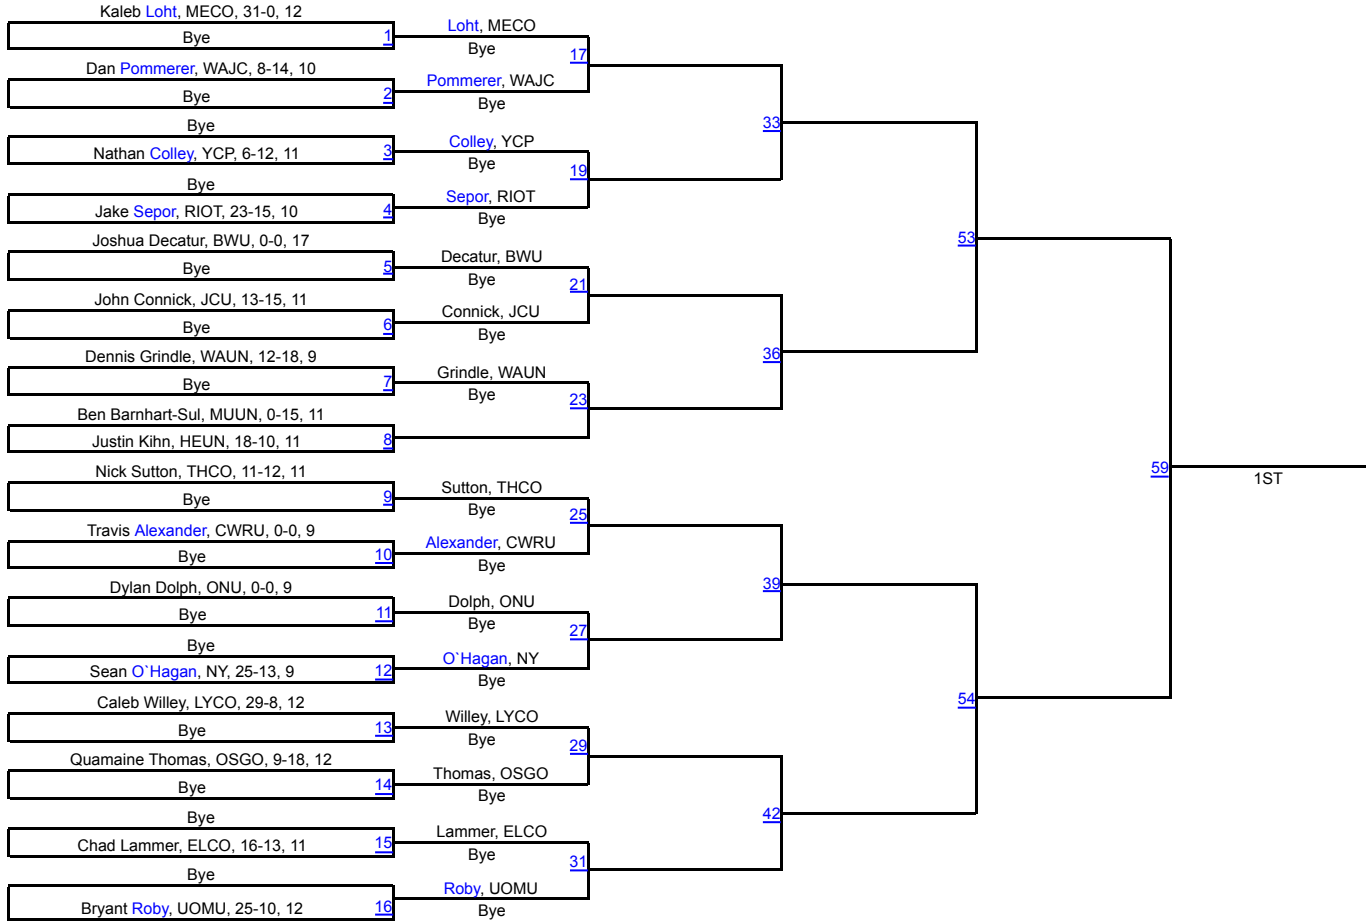 Kaleb Loht, MECO, 31-0, 12
Bye
1
Dan Pommerer, WAJC, 8-14, 10
Bye
2
Bye
Nathan Colley, YCP, 6-12, 11
3
Bye
Jake Sepor, RIOT, 23-15, 10
4
Joshua Decatur, BWU, 0-0, 17
Bye
5
John Connick, JCU, 13-15, 11
Bye
6
Dennis Grindle, WAUN, 12-18, 9
Bye
7
Ben Barnhart-Sul, MUUN, 0-15, 11
Justin Kihn, HEUN, 18-10, 11
8
Nick Sutton, THCO, 11-12, 11
Bye
9
Travis Alexander, CWRU, 0-0, 9
Bye
10
Dylan Dolph, ONU, 0-0, 9
Bye
11
Bye
Sean O`Hagan, NY, 25-13, 9
12
Caleb Willey, LYCO, 29-8, 12
Bye
13
Quamaine Thomas, OSGO, 9-18, 12
Bye
14
Bye
Chad Lammer, ELCO, 16-13, 11
15
Bye
Bryant Roby, UOMU, 25-10, 12
16
Loht, MECO
Bye
17
Pommerer, WAJC
Bye
Colley, YCP
Bye
19
Sepor, RIOT
Bye
Decatur, BWU
Bye
21
Connick, JCU
Bye
Grindle, WAUN
Bye
23
Sutton, THCO
Bye
25
Alexander, CWRU
Bye
Dolph, ONU
Bye
27
O`Hagan, NY
Bye
Willey, LYCO
Bye
29
Thomas, OSGO
Bye
Lammer, ELCO
Bye
31
Roby, UOMU
Bye
33
36
39
42
53
54
59
1ST